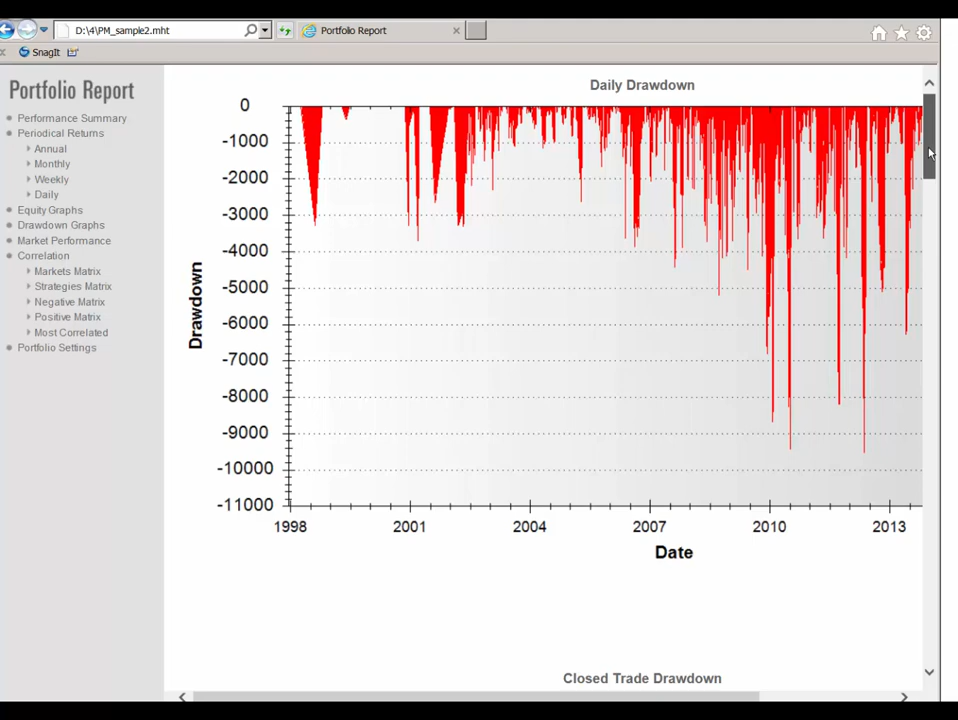 D:\4\PM_sample2.mht
Portfolio Report
SnagIt
Portfolio Report
Performance Summary
Periodical Returns
Annual
Monthly
Weekly
Daily
Equity Graphs
Drawdown Graphs
Market Performance
Correlation
Markets Matrix
Strategies Matrix
Negative Matrix
Positive Matrix
Most Correlated
Portfolio Settings
Daily Drawdown
0
-1000
-2000
-3000
-4000
-5000
-6000
-7000
-8000
-9000
-10000
-11000
Drawdown
1998 2001 2004 2007 2010 2013
Date
Closed Trade Drawdown